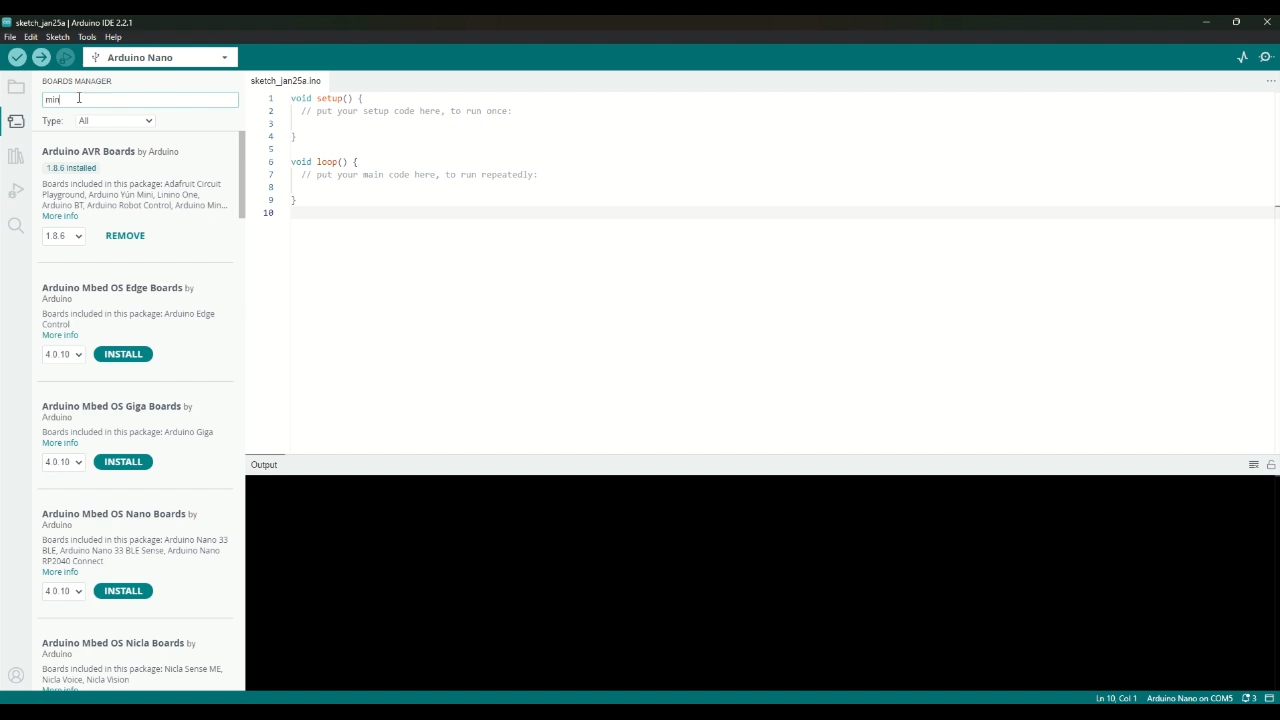 sketch_jan25a | Arduino IDE 2.2.1
File Edit Sketch Tools Help
Arduino Nano
BOARDS MANAGER
min
Type: All
Arduino AVR Boards by Arduino
1.8.6 installed
Boards included in this package: Adafruit Circuit
Playground, Arduino Yún Mini, Linino One,
Arduino BT, Arduino Robot Control, Arduino Min...
More info
1.8.6 REMOVE
Arduino Mbed OS Edge Boards by
Arduino
Boards included in this package: Arduino Edge
Control
More info
4.0.10 INSTALL
Arduino Mbed OS Giga Boards by
Arduino
Boards included in this package: Arduino Giga
More info
4.0.10 INSTALL
Arduino Mbed OS Nano Boards by
Arduino
Boards included in this package: Arduino Nano 33
BLE, Arduino Nano 33 BLE Sense, Arduino Nano
RP2040 Connect
More info
4.0.10 INSTALL
Arduino Mbed OS Nicla Boards by
Arduino
Boards included in this package: Nicla Sense ME,
Nicla Voice, Nicla Vision
More info
sketch_jan25a.ino
1 void setup() {
2 // put your setup code here, to run once:
3
4 }
5
6 void loop() {
7 // put your main code here, to run repeatedly:
8
9 }
10
Output
Ln 10, Col 1 Arduino Nano on COM5 3